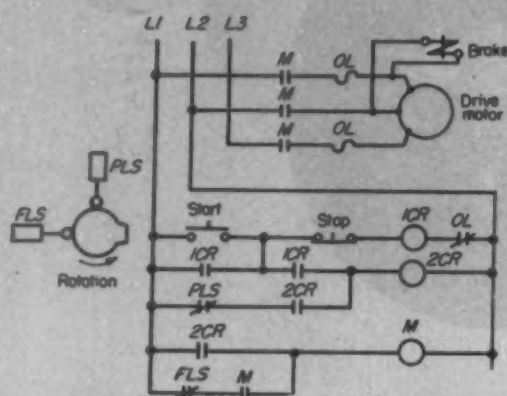 L1 L2 L3
M OL
Brake
M
Drive
motor
M OL
PLS
FLS
Rotation
Start Stop 1CR OL
1CR 1CR 2CR
PLS 2CR
2CR M
FLS M